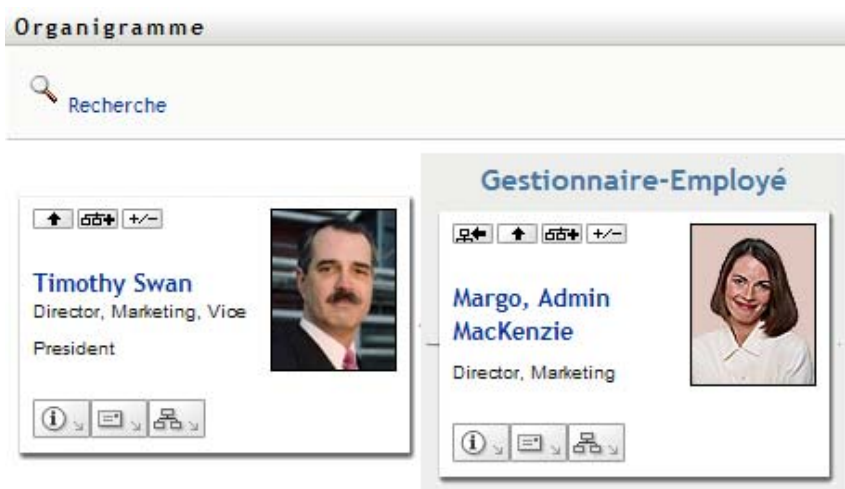 Organigramme
Recherche
Gestionnaire-Employé
Timothy Swan
Director, Marketing, Vice
President
Margo, Admin
MacKenzie
Director, Marketing